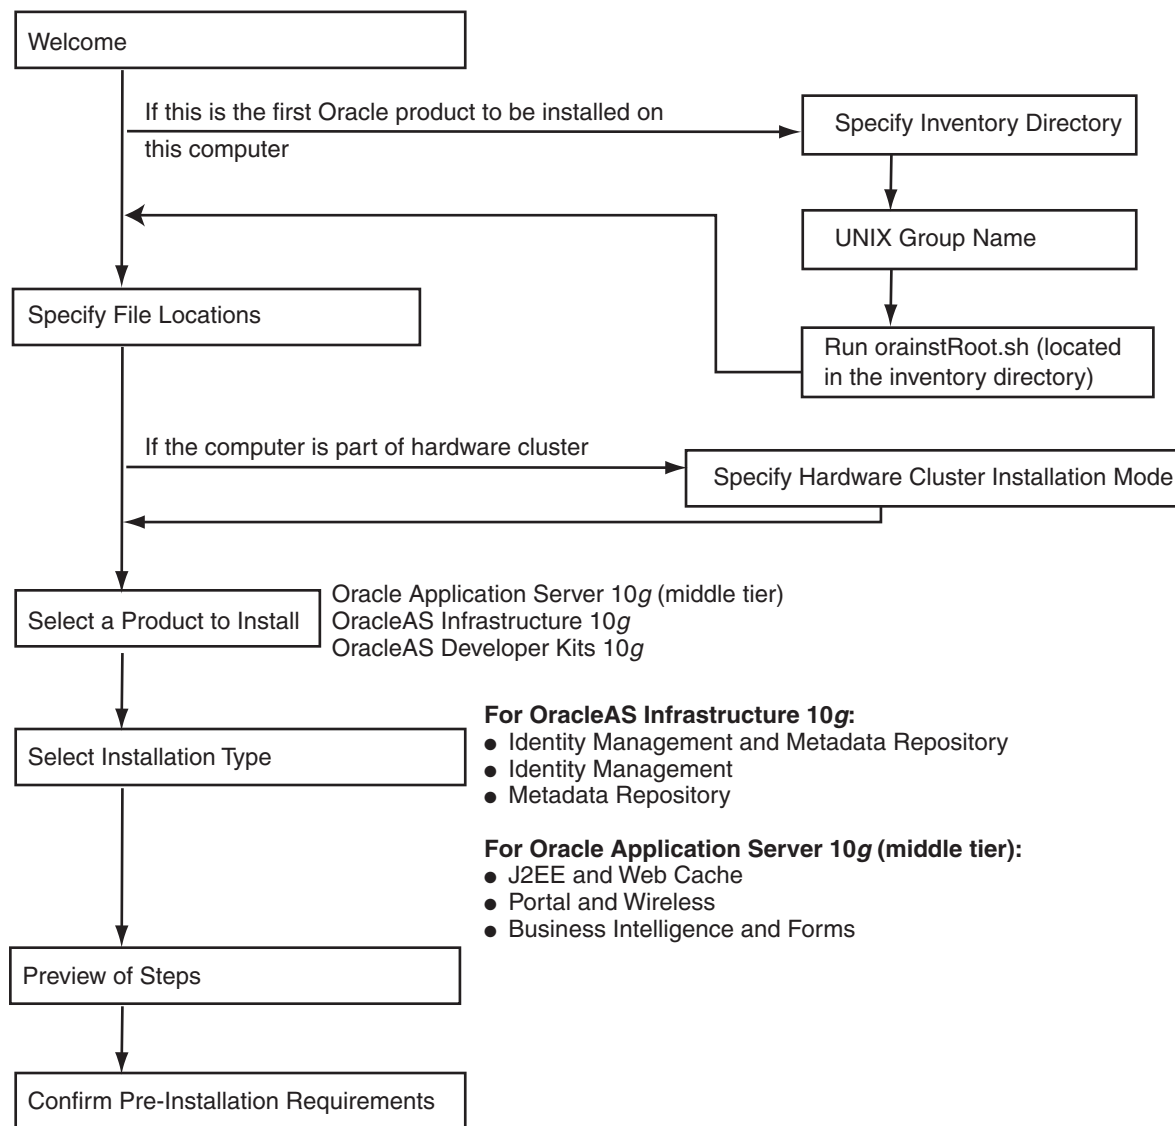 Welcome
If this is the first Oracle product to be installed on
this computer
Specify Inventory Directory
UNIX Group Name
Run orainstRoot.sh (located
in the inventory directory)
Specify File Locations
If the computer is part of hardware cluster
Specify Hardware Cluster Installation Mode
Select a Product to Install
Oracle Application Server 10g (middle tier)
OracleAS Infrastructure 10g
OracleAS Developer Kits 10g
Select Installation Type
For OracleAS Infrastructure 10g:
● Identity Management and Metadata Repository
● Identity Management
● Metadata Repository
For Oracle Application Server 10g (middle tier):
● J2EE and Web Cache
● Portal and Wireless
● Business Intelligence and Forms
Preview of Steps
Confirm Pre-Installation Requirements